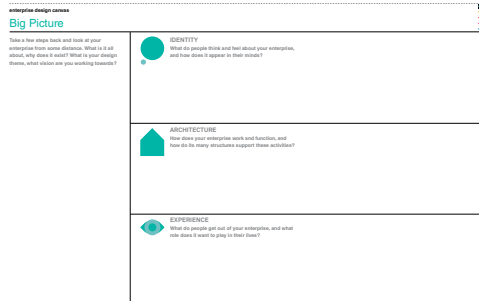 enterprise design canvas
Big Picture
Take a few steps back and look at your
enterprise from some distance. What is it all
about, why does it exist? What is your design
theme, what vision are you working towards?
IDENTITY
What do people think and feel about your enterprise,
and how does it appear in their minds?
ARCHITECTURE
How does your enterprise work and function, and
how do its many structures support these activities?
EXPERIENCE
What do people get out of your enterprise, and what
role does it want to play in their lives?